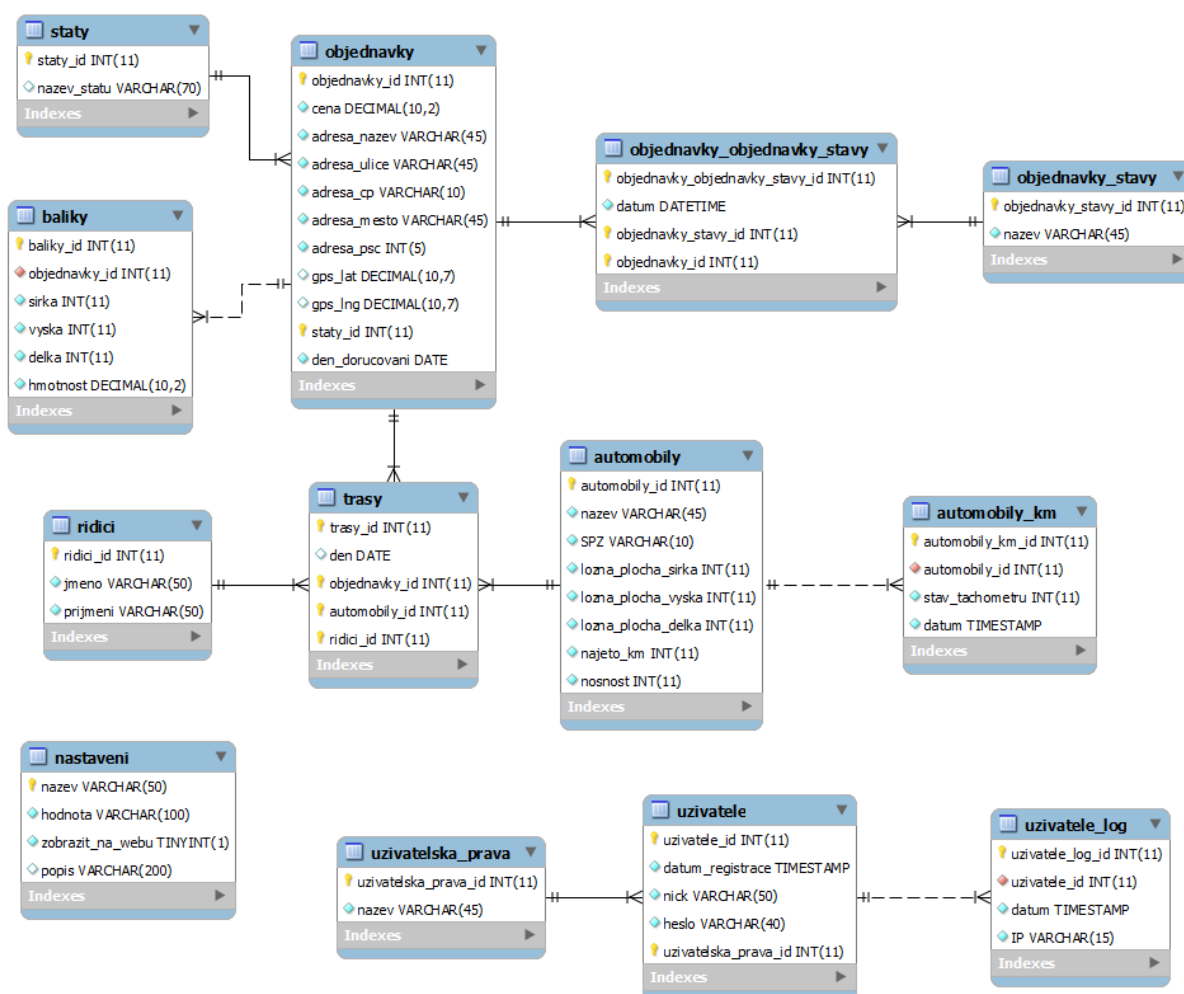 staty
staty_id INT(11)
nazev_statu VARCHAR(70)
Indexes
objednavky
objednavky_id INT(11)
cena DECIMAL(10,2)
adresa_nazev VARCHAR(45)
adresa_ulice VARCHAR(45)
adresa_cp VARCHAR(10)
adresa_mesto VARCHAR(45)
adresa_psc INT(5)
gps_lat DECIMAL(10,7)
gps_lng DECIMAL(10,7)
staty_id INT(11)
den_dorucovani DATE
Indexes
objednavky_objednavky_stavy
objednavky_objednavky_stavy_id INT(11)
datum DATETIME
objednavky_stavy_id INT(11)
objednavky_id INT(11)
Indexes
objednavky_stavy
objednavky_stavy_id INT(11)
nazev VARCHAR(45)
Indexes
baliky
baliky_id INT(11)
objednavky_id INT(11)
sirka INT(11)
vyska INT(11)
delka INT(11)
hmotnost DECIMAL(10,2)
Indexes
ridici
ridici_id INT(11)
jmeno VARCHAR(50)
prijmeni VARCHAR(50)
Indexes
trasy
trasy_id INT(11)
den DATE
objednavky_id INT(11)
automobily_id INT(11)
ridici_id INT(11)
Indexes
automobily
automobily_id INT(11)
nazev VARCHAR(45)
SPZ VARCHAR(10)
lozna_plocha_sirka INT(11)
lozna_plocha_vyska INT(11)
lozna_plocha_delka INT(11)
najeto_km INT(11)
nosnost INT(11)
Indexes
automobily_km
automobily_km_id INT(11)
automobily_id INT(11)
stav_tachometru INT(11)
datum TIMESTAMP
Indexes
nastaveni
nazev VARCHAR(50)
hodnota VARCHAR(100)
zobrazit_na_webu TINYINT(1)
popis VARCHAR(200)
Indexes
uzivatelska_prava
uzivatelska_prava_id INT(11)
nazev VARCHAR(45)
Indexes
uzivatele
uzivatele_id INT(11)
datum_registrace TIMESTAMP
nick VARCHAR(50)
heslo VARCHAR(40)
uzivatelska_prava_id INT(11)
Indexes
uzivatele_log
uzivatele_log_id INT(11)
uzivatele_id INT(11)
datum TIMESTAMP
IP VARCHAR(15)
Indexes